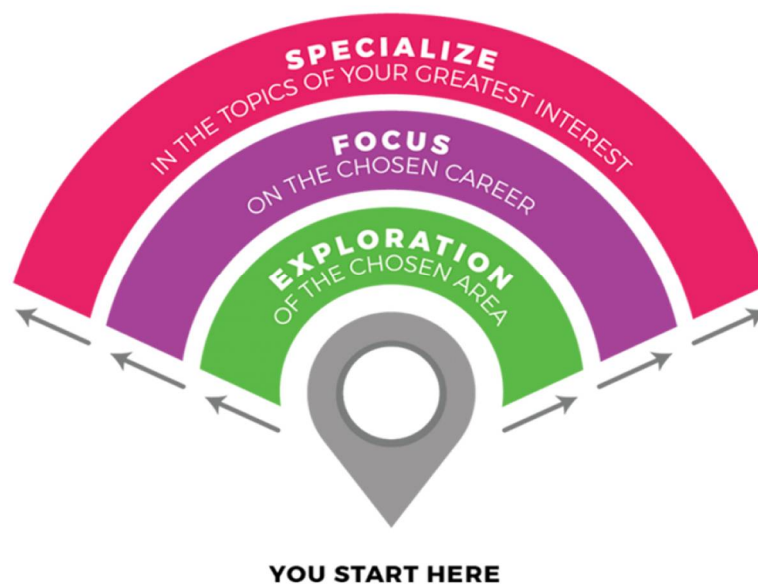 SPECIALIZE
IN THE TOPICS OF YOUR GREATEST INTEREST
FOCUS
ON THE CHOSEN CAREER
EXPLORATION
OF THE CHOSEN AREA
YOU START HERE